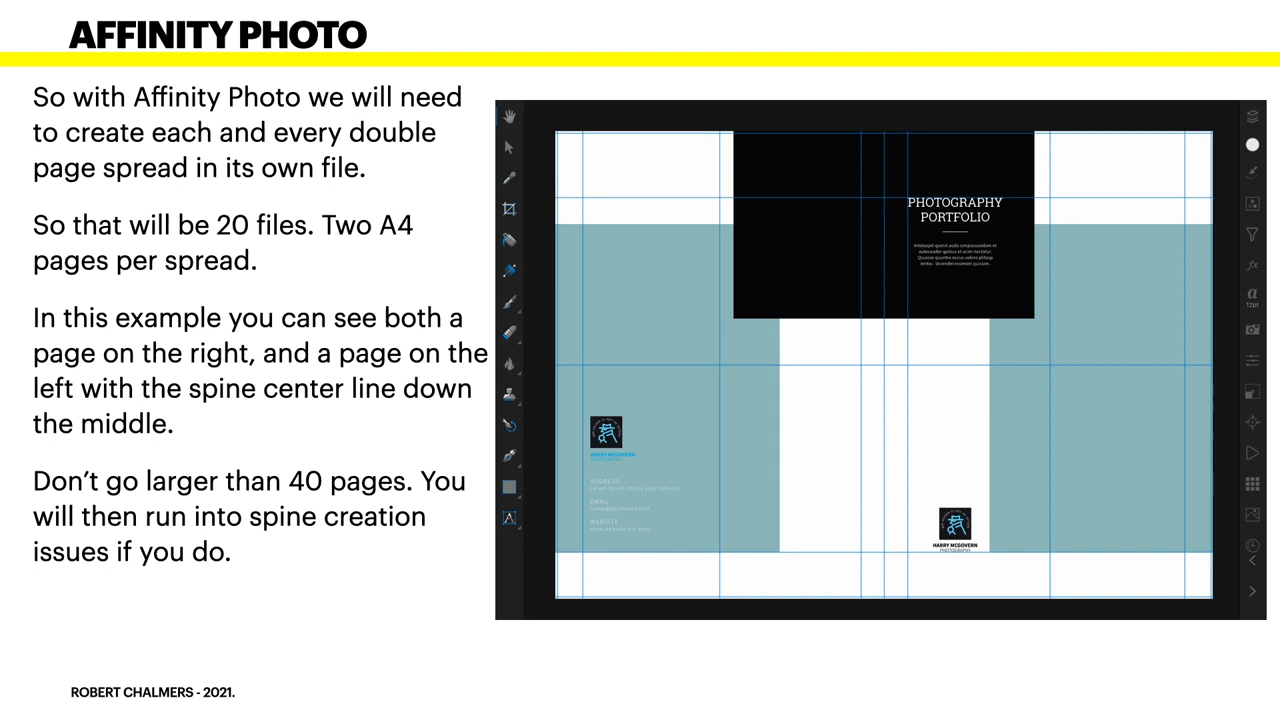 AFFINITY PHOTO
So with Affinity Photo we will need
to create each and every double
page spread in its own file.
So that will be 20 files. Two A4
pages per spread.
In this example you can see both a
page on the right, and a page on the
left with the spine center line down
the middle.
Don’t go larger than 40 pages. You
will then run into spine creation
issues if you do.
PHOTOGRAPHY
PORTFOLIO
HARRY MCGOVERN
PHOTOGRAPHY
ADDRESS
EMAIL
WEBSITE
HARRY MCGOVERN
PHOTOGRAPHY
fx
a
12pt
A
ROBERT CHALMERS - 2021.